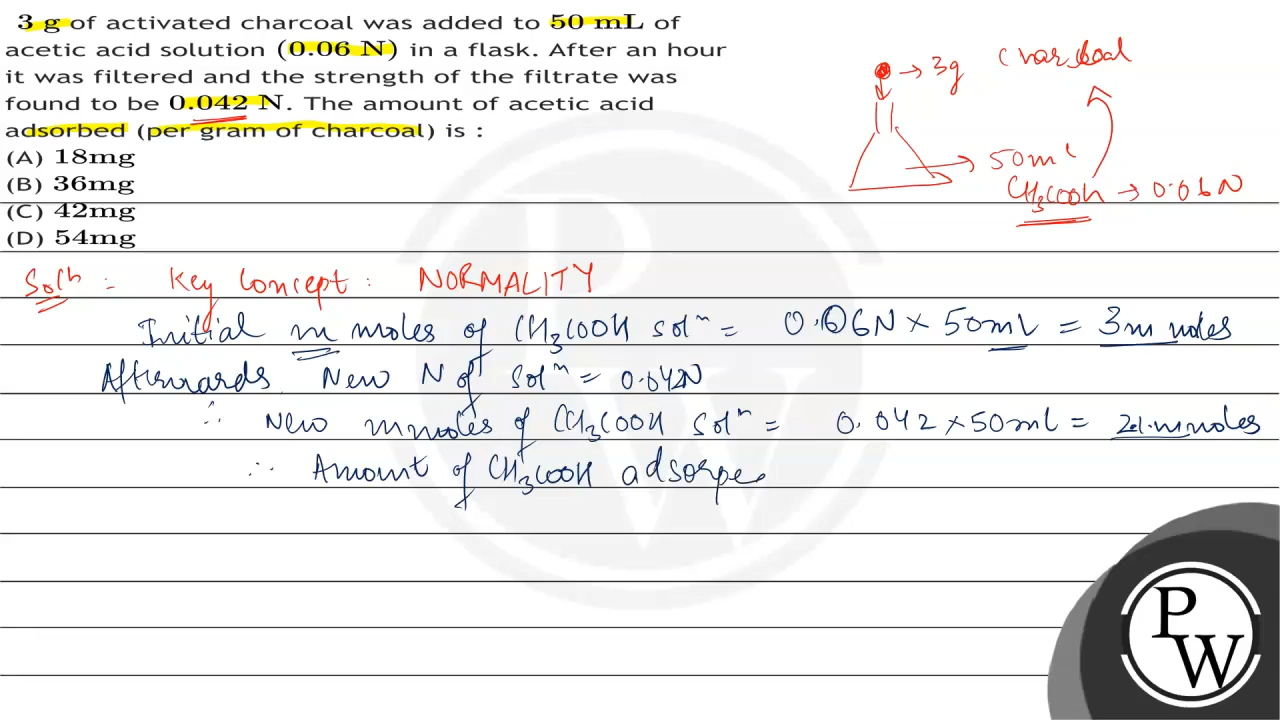 3 g of activated charcoal was added to 50 mL of
acetic acid solution (0.06 N) in a flask. After an hour
it was filtered and the strength of the filtrate was
found to be 0.042 N. The amount of acetic acid
adsorbed (per gram of charcoal) is :
(A) 18mg
(B) 36mg
(C) 42mg
(D) 54mg
→ 3g charcoal
→ 50ml
CH₃COOH → 0.06N
Solⁿ = Key Concept : NORMALITY
Initial m moles of CH₃COOH solⁿ = 0.06N × 50mL = 3m moles
Afterwards New N of solⁿ = 0.042N
∴ New mmoles of CH₃COOH solⁿ = 0.042 × 50ml = 2.1 mmoles
∴ Amount of CH₃COOH adsorpe
P
W